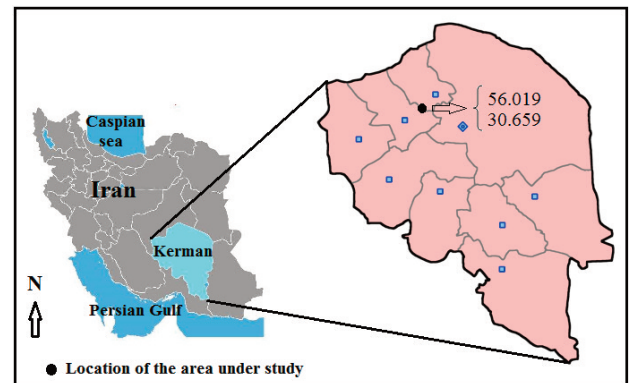 Caspian
sea
Iran
Kerman
N
Persian Gulf
56.019
30.659
Location of the area under study